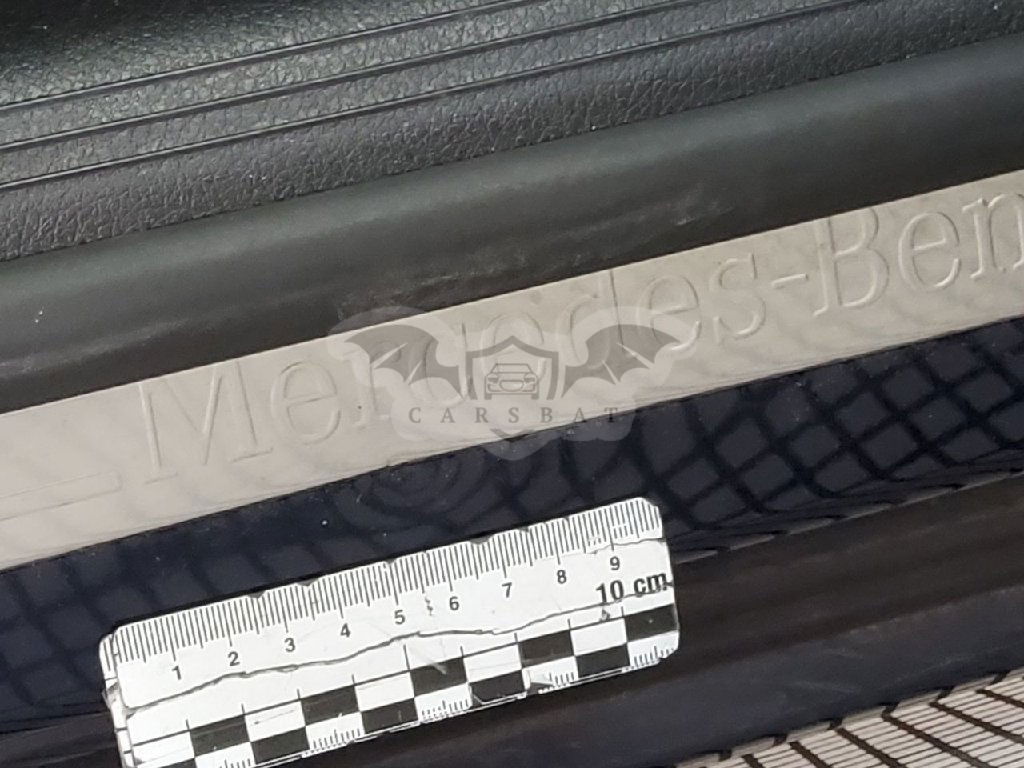 Mercedes-Ben
CARSBAT
1 2 3 4 5 6 7 8 9
10 cm